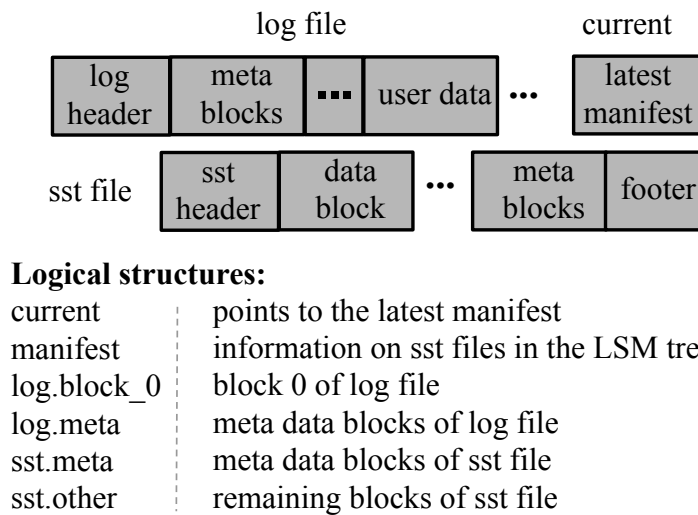 log file current
log header meta blocks ... user data ... latest manifest
sst file sst header data block ... meta blocks footer
Logical structures:
current points to the latest manifest
manifest information on sst files in the LSM tre
log.block_0 block 0 of log file
log.meta meta data blocks of log file
sst.meta meta data blocks of sst file
sst.other remaining blocks of sst file